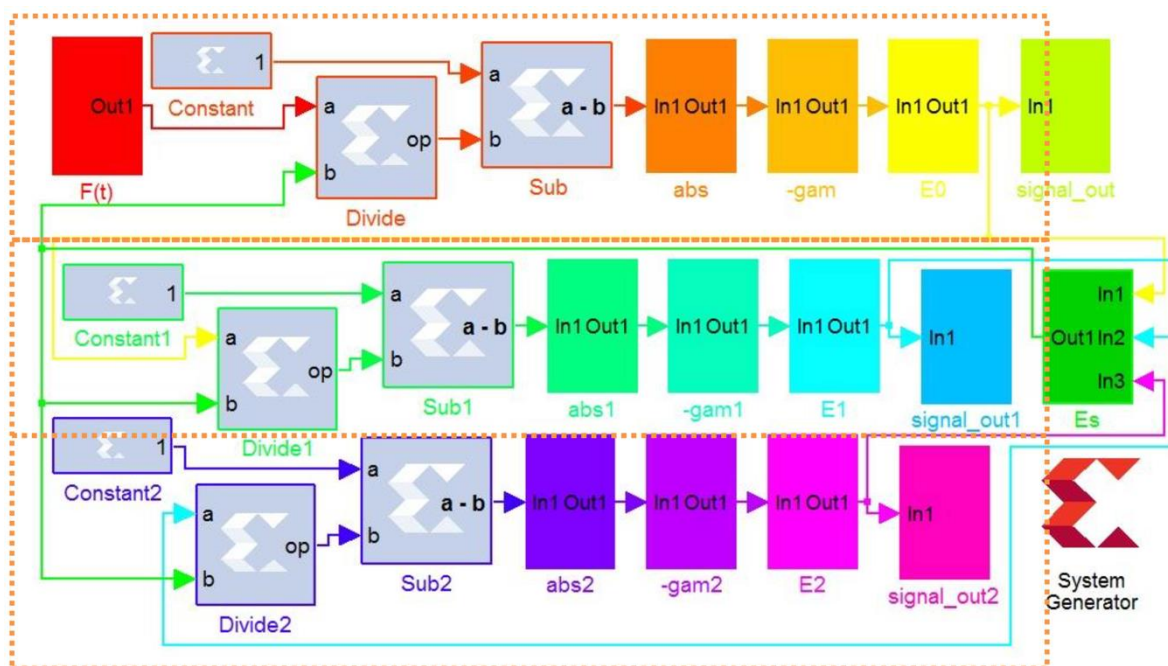 1
Constant
Out1
F(t)
a
b
op
Divide
a
b
a - b
Sub
In1 Out1
abs
In1 Out1
-gam
In1 Out1
E0
In1
signal_out
1
Constant1
a
b
op
Divide1
a
b
a - b
Sub1
In1 Out1
abs1
In1 Out1
-gam1
In1 Out1
E1
In1
signal_out1
In1
Out1 In2
In3
Es
1
Constant2
a
b
op
Divide2
a
b
a - b
Sub2
In1 Out1
abs2
In1 Out1
-gam2
In1 Out1
E2
In1
signal_out2
System
Generator